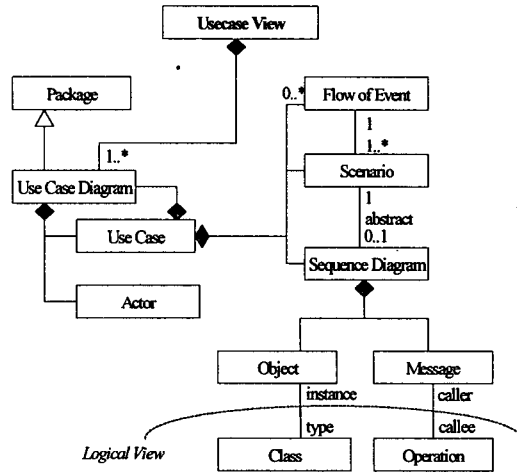 Usecase View
Package
0..*
Flow of Event
1
1..*
1..*
Use Case Diagram
Scenario
1
abstract
0..1
Use Case
Sequence Diagram
Actor
Object
Message
instance
caller
type
callee
Logical View
Class
Operation